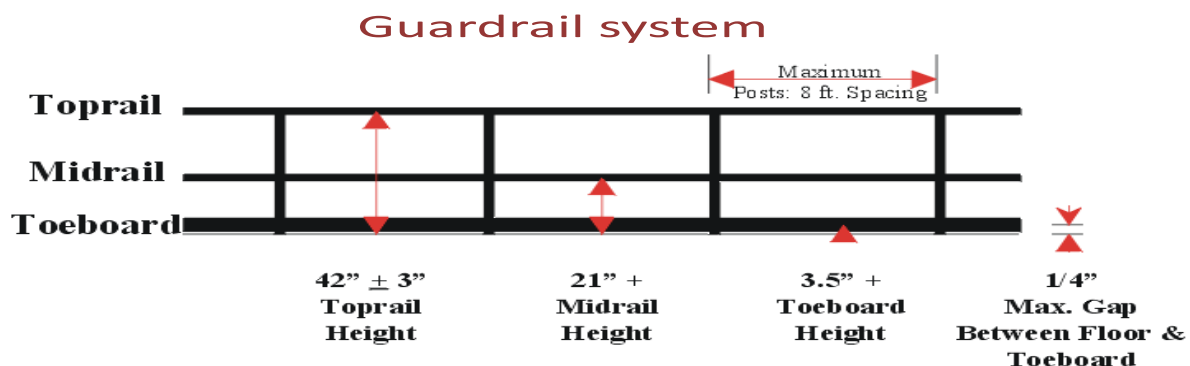 Guardrail system
Maximum
Posts: 8 ft. Spacing
Toprail
Midrail
Toeboard
42” ± 3”
Toprail
Height
21” +
Midrail
Height
3.5” +
Toeboard
Height
1/4”
Max. Gap
Between Floor &
Toeboard